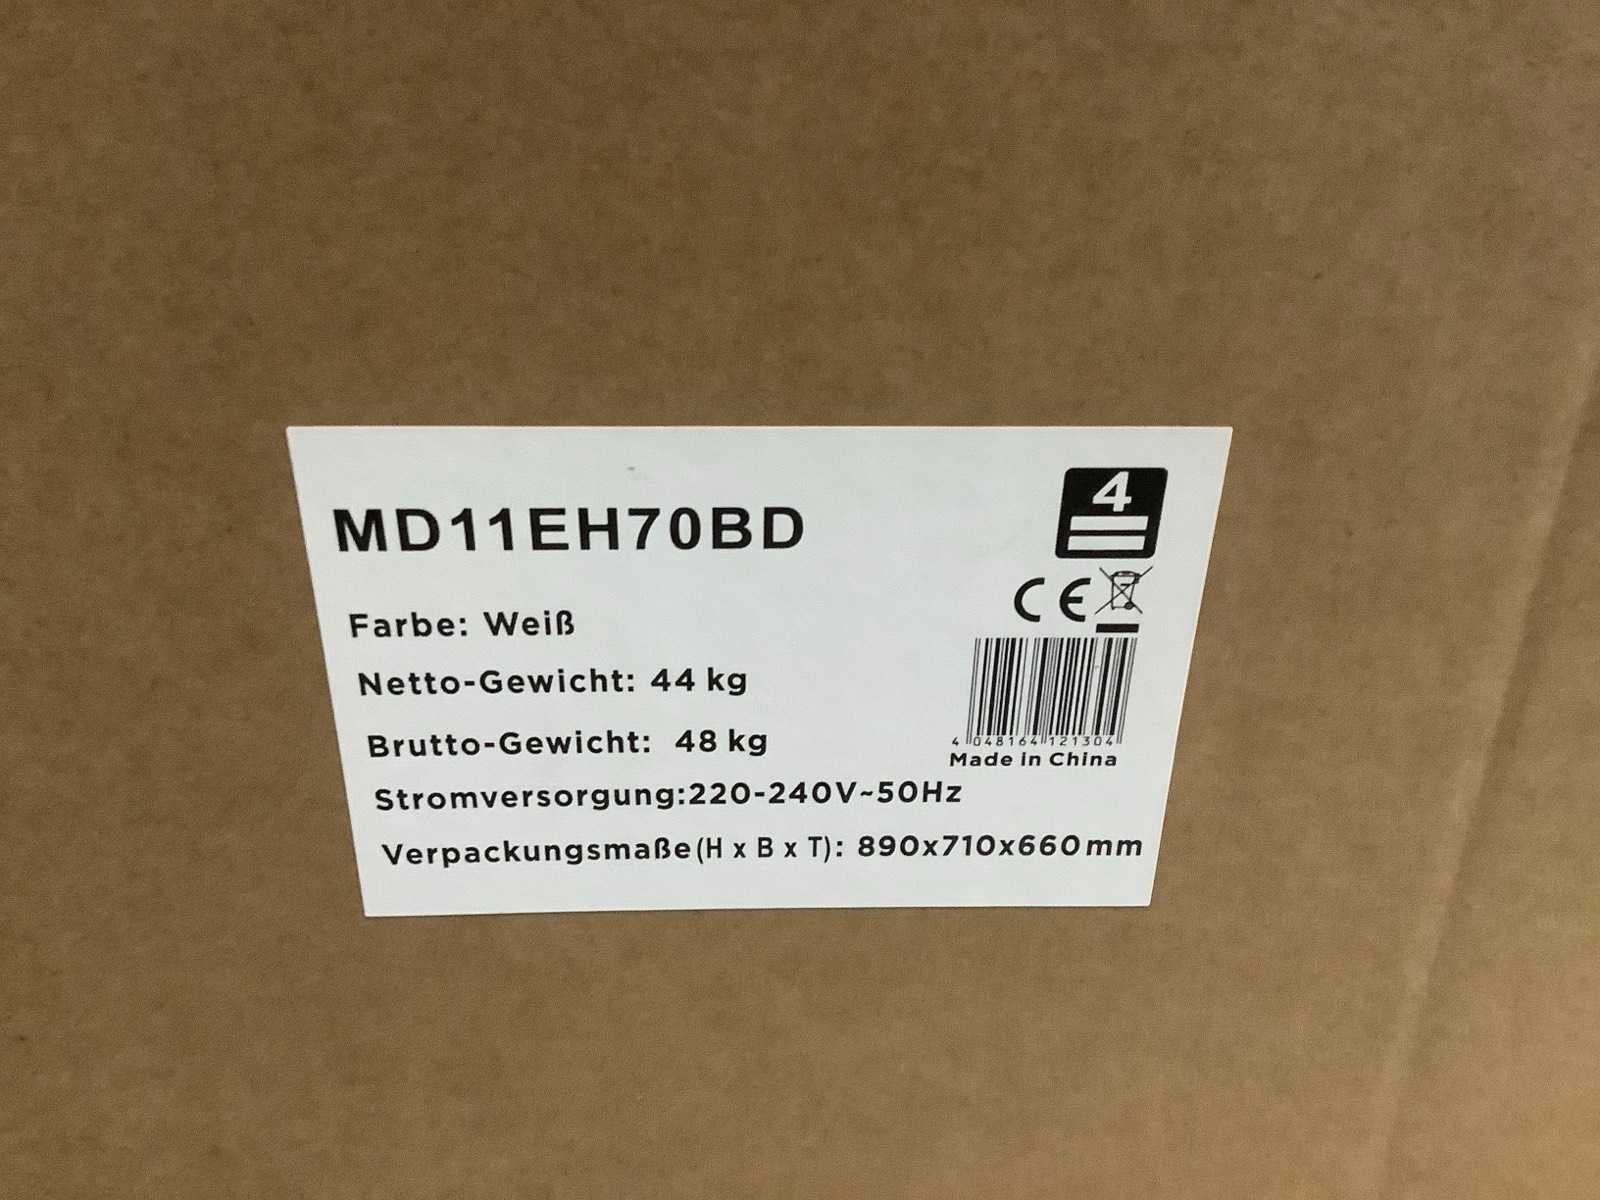 MD11EH70BD
4
CE
Farbe: Weiß
Netto-Gewicht: 44 kg
Brutto-Gewicht: 48 kg
4 048164 121304
Made in China
Stromversorgung:220-240V~50Hz
Verpackungsmaße(H x B x T): 890x710x660mm